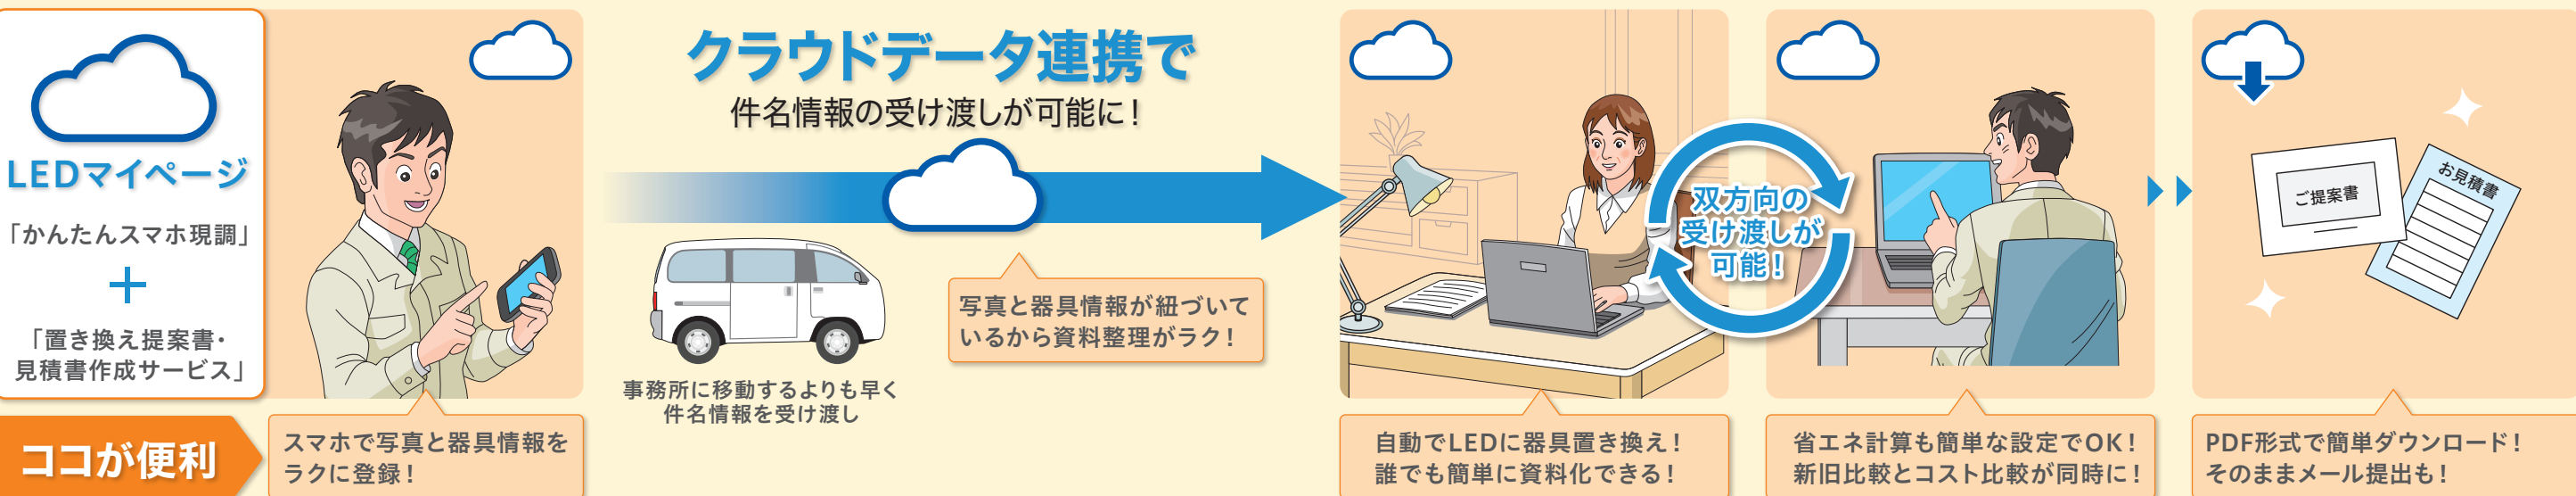 LEDマイページ
「かんたんスマホ現調」
+
「置き換え提案書・
見積書作成サービス」
ココが便利
スマホで写真と器具情報を
ラクに登録！
クラウドデータ連携で
件名情報の受け渡しが可能に！
事務所に移動するよりも早く
件名情報を受け渡し
写真と器具情報が紐づいて
いるから資料整理がラク！
双方向の
受け渡しが
可能！
自動でLEDに器具置き換え！
誰でも簡単に資料化できる！
省エネ計算も簡単な設定でOK！
新旧比較とコスト比較が同時に！
ご提案書
お見積書
PDF形式で簡単ダウンロード！
そのままメール提出も！